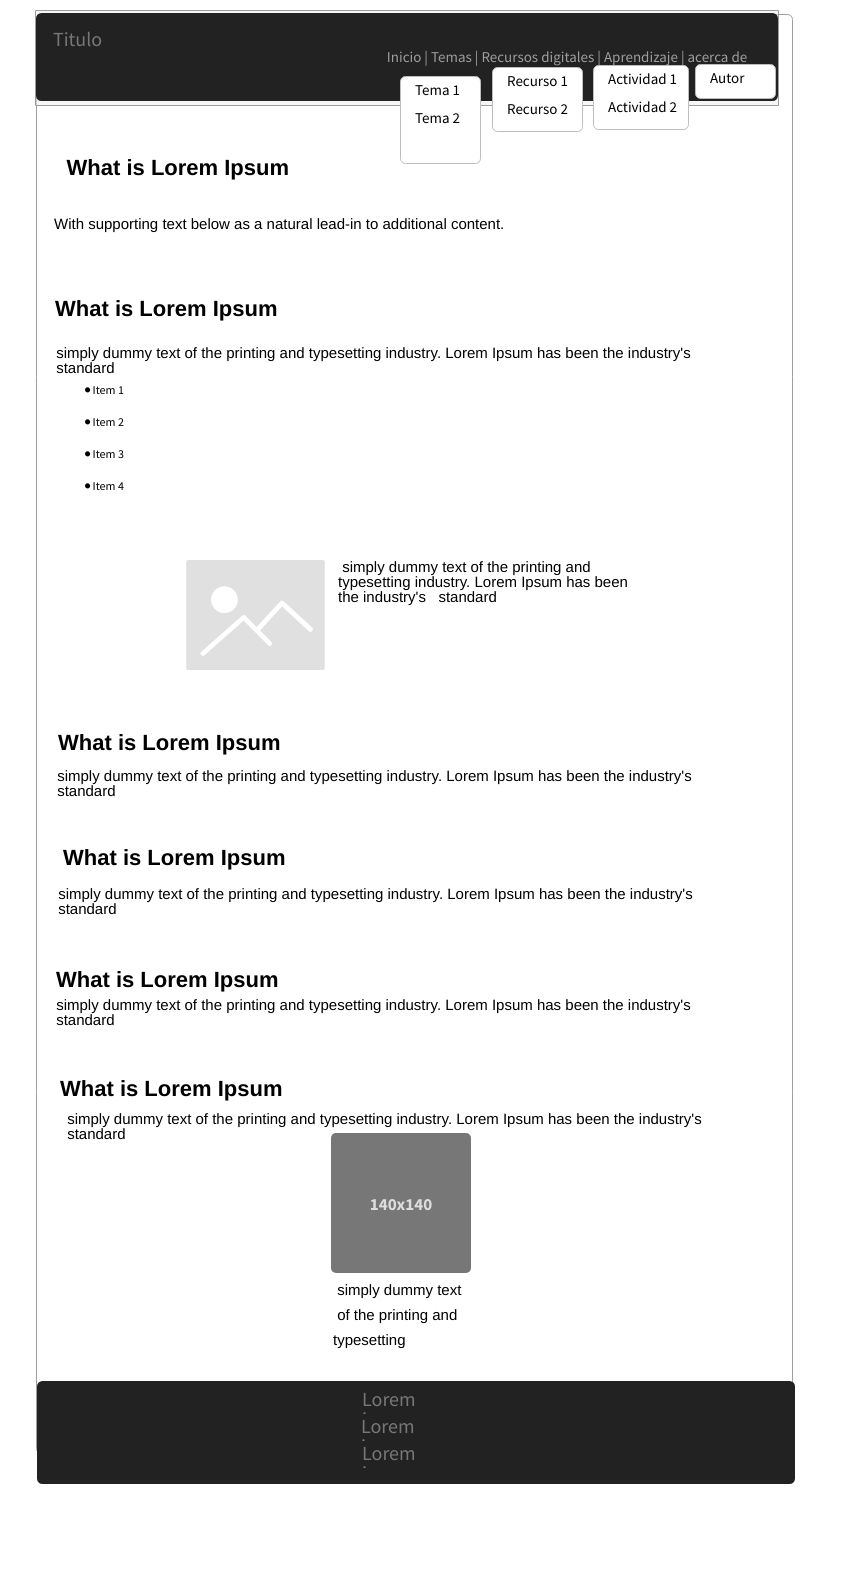 Titulo
Inicio | Temas | Recursos digitales | Aprendizaje | acerca de
Tema 1
Tema 2
Recurso 1
Recurso 2
Actividad 1
Actividad 2
Autor
What is Lorem Ipsum
With supporting text below as a natural lead-in to additional content.
What is Lorem Ipsum
simply dummy text of the printing and typesetting industry. Lorem Ipsum has been the industry's
standard
• Item 1
• Item 2
• Item 3
• Item 4
simply dummy text of the printing and
typesetting industry. Lorem Ipsum has been
the industry's standard
What is Lorem Ipsum
simply dummy text of the printing and typesetting industry. Lorem Ipsum has been the industry's
standard
What is Lorem Ipsum
simply dummy text of the printing and typesetting industry. Lorem Ipsum has been the industry's
standard
What is Lorem Ipsum
simply dummy text of the printing and typesetting industry. Lorem Ipsum has been the industry's
standard
What is Lorem Ipsum
simply dummy text of the printing and typesetting industry. Lorem Ipsum has been the industry's
standard
140x140
simply dummy text
of the printing and
typesetting
Lorem
Lorem
Lorem